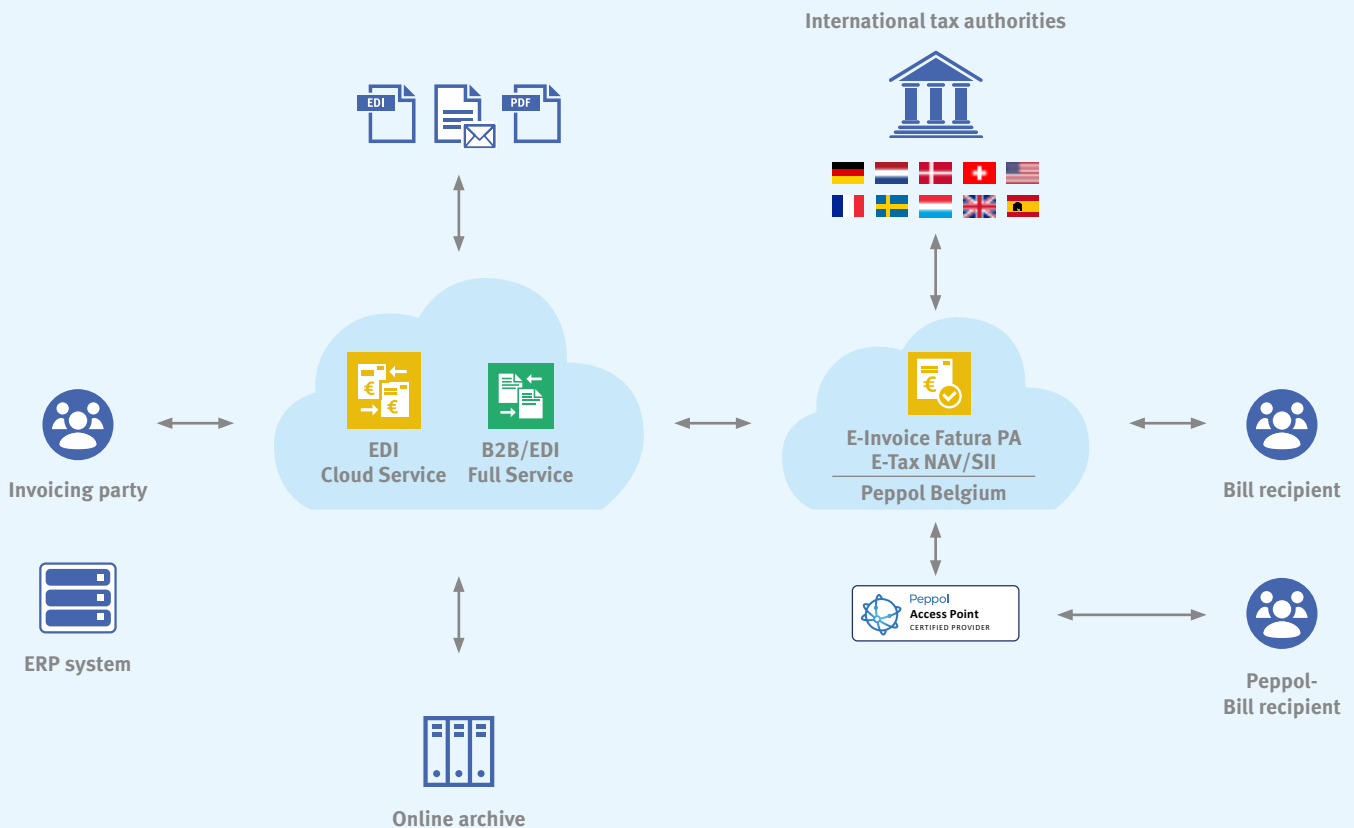 International tax authorities
EDI
PDF
EDI
Cloud Service
B2B/EDI
Full Service
E-Invoice Fatura PA
E-Tax NAV/SII
Peppol Belgium
Invoicing party
Bill recipient
Peppol
Access Point
CERTIFIED PROVIDER
ERP system
Peppol-
Bill recipient
Online archive